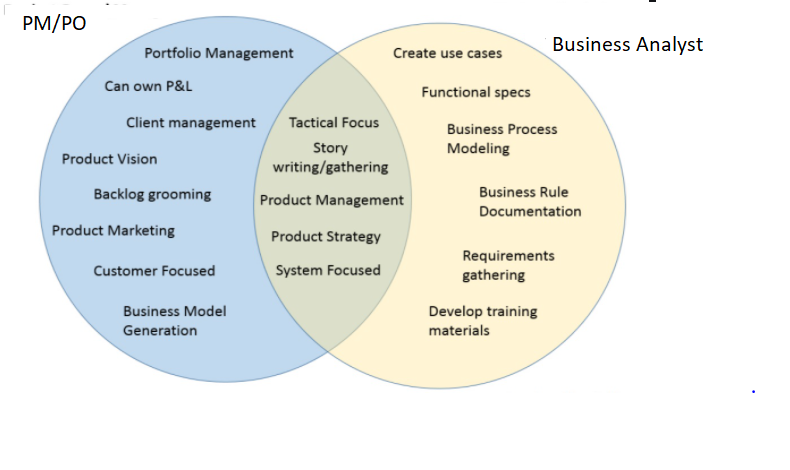 PM/PO
Business Analyst
Portfolio Management
Can own P&L
Client management
Product Vision
Backlog grooming
Product Marketing
Customer Focused
Business Model
Generation
Tactical Focus
Story
writing/gathering
Product Management
Product Strategy
System Focused
Create use cases
Functional specs
Business Process
Modeling
Business Rule
Documentation
Requirements
gathering
Develop training
materials